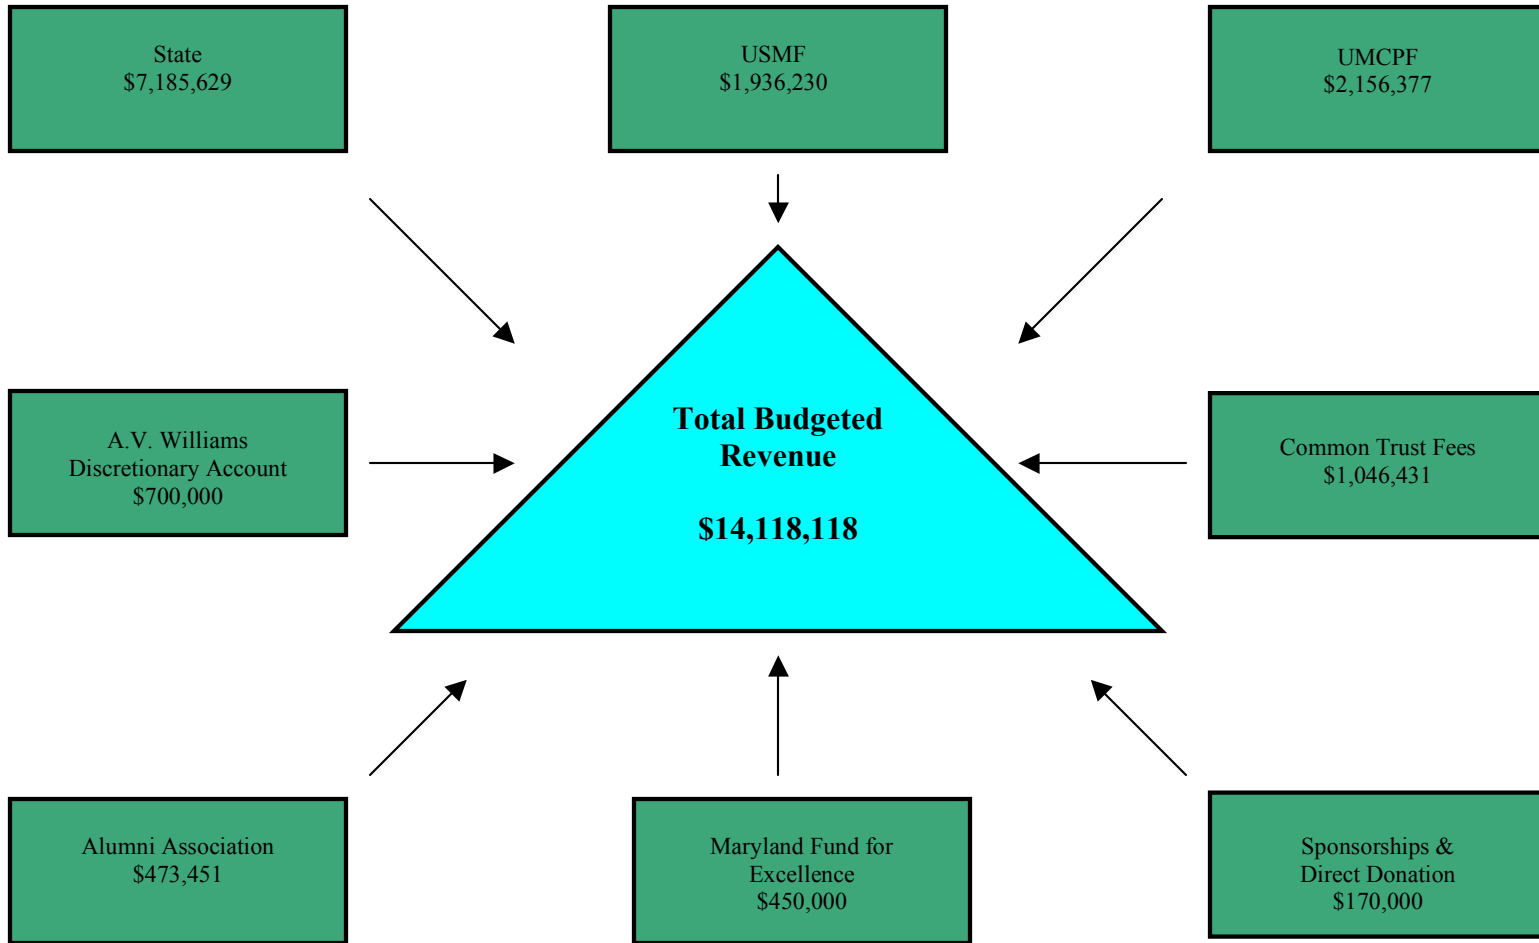 State
$7,185,629
USMF
$1,936,230
UMCPF
$2,156,377
A.V. Williams
Discretionary Account
$700,000
Total Budgeted
Revenue
$14,118,118
Common Trust Fees
$1,046,431
Alumni Association
$473,451
Maryland Fund for
Excellence
$450,000
Sponsorships &
Direct Donation
$170,000